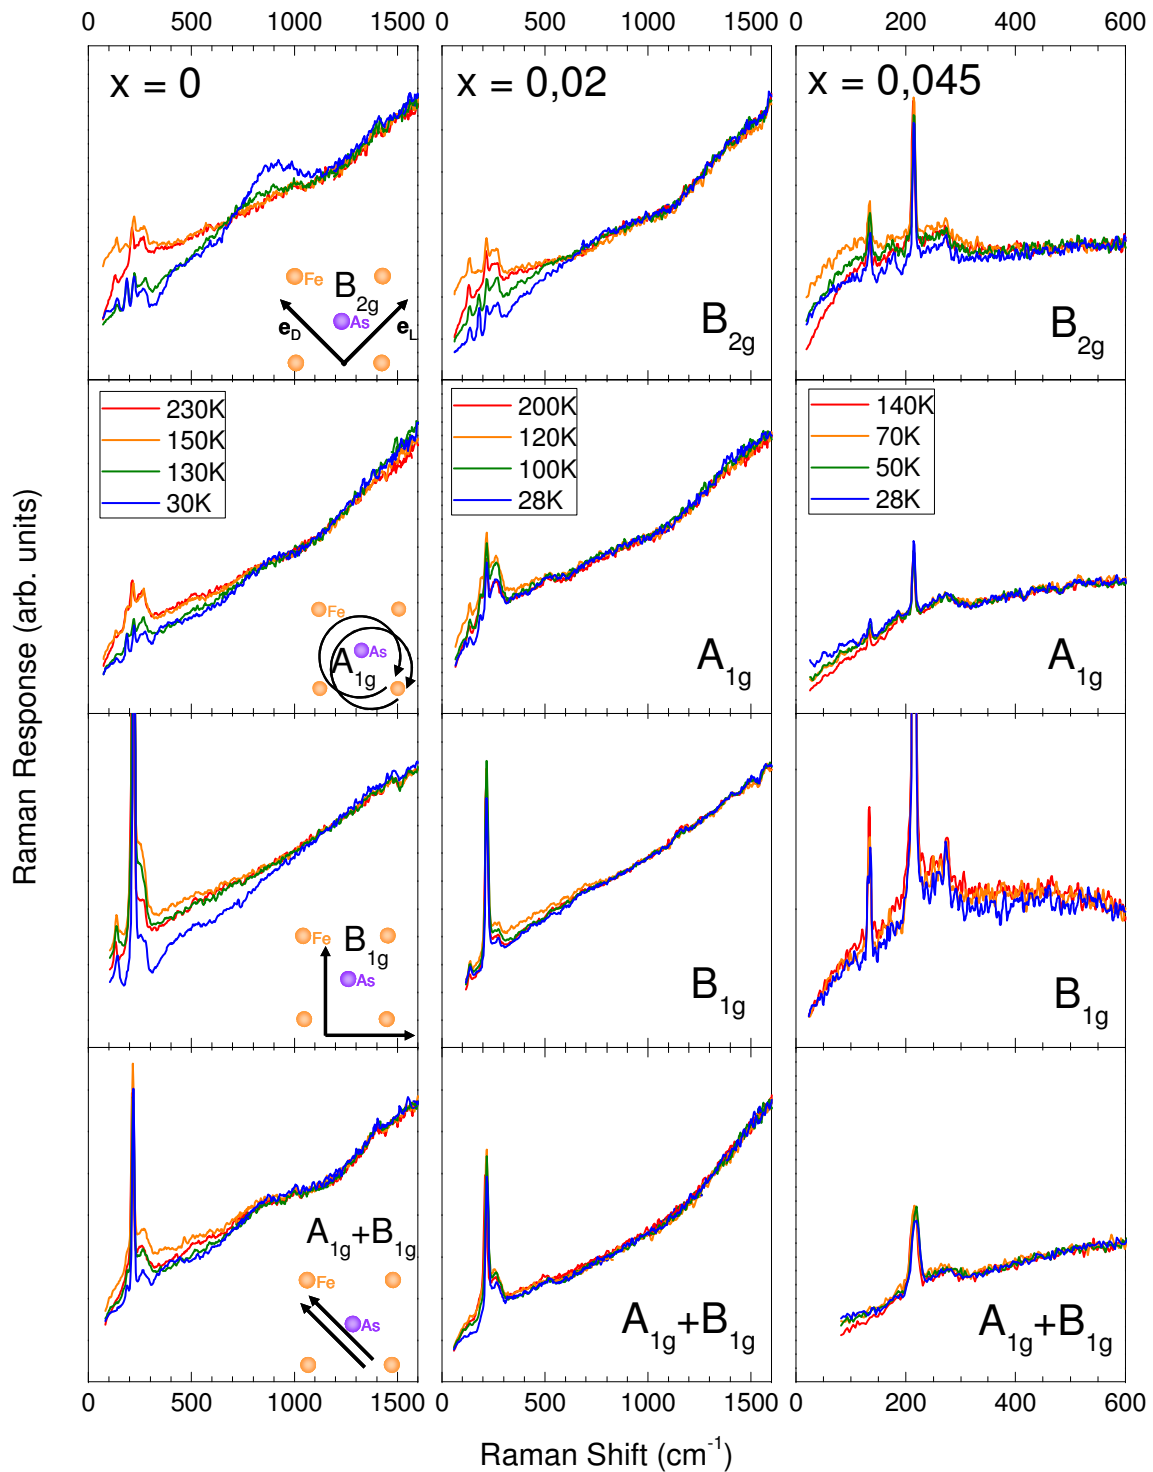 0 500 1000 1500 0 500 1000 1500 0 200 400 600
x = 0 x = 0,02 x = 0,045
Fe B2g
As
eD eL
B2g
B2g
230K
150K
130K
30K
200K
120K
100K
28K
140K
70K
50K
28K
Fe
As
A1g
A1g
A1g
Raman Response (arb. units)
Fe B1g
As
B1g
B1g
A1g+B1g
Fe
As
A1g+B1g
A1g+B1g
0 500 1000 1500 0 500 1000 1500 0 200 400 600
Raman Shift (cm-1)